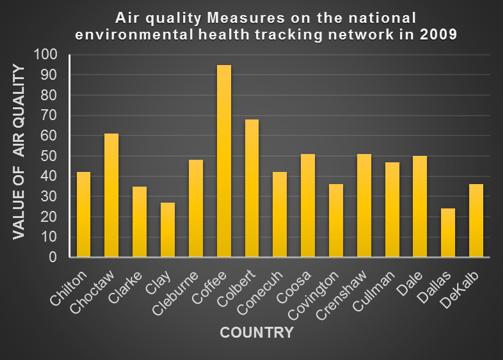 Air quality Measures on the national
environmental health tracking network in 2009
VALUE OF AIR QUALITY
100
90
80
70
60
50
40
30
20
10
0
Chilton
Choctaw
Clarke
Clay
Cleburne
Coffee
Colbert
Conecuh
Coosa
Covington
Crenshaw
Cullman
Dale
Dallas
DeKalb
COUNTRY